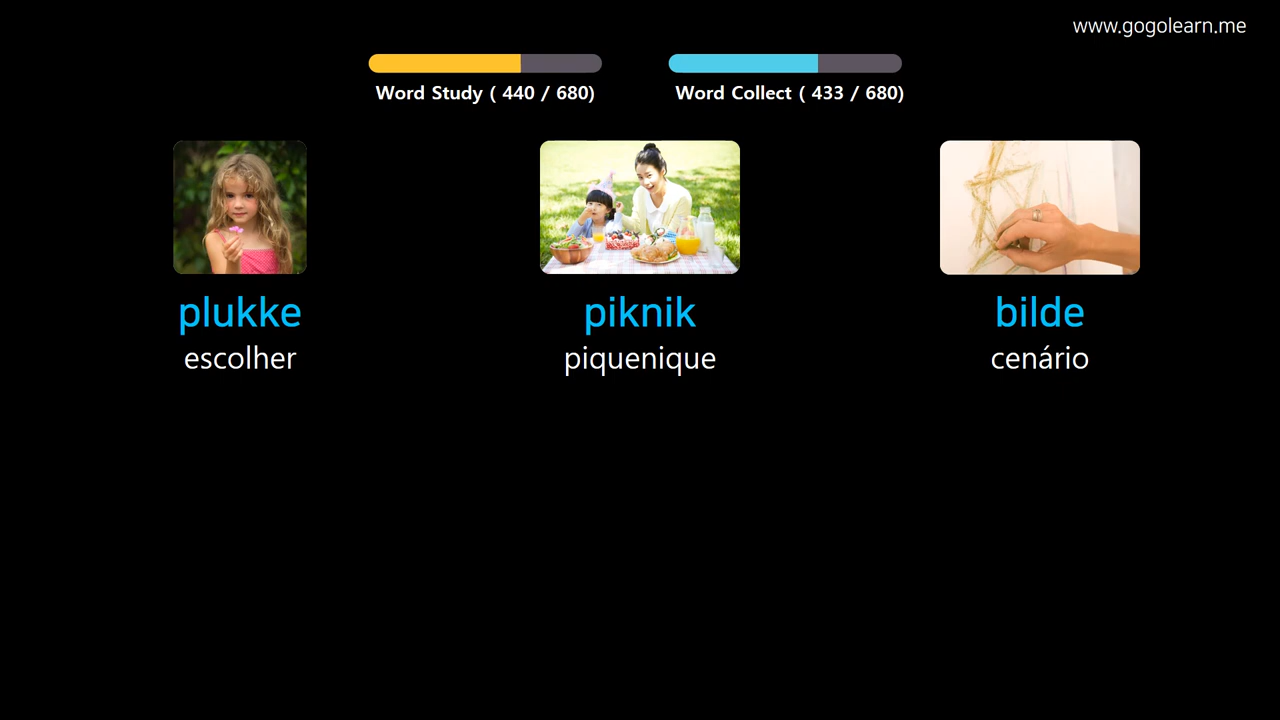 www.gogolearn.me
Word Study ( 440 / 680)
Word Collect ( 433 / 680)
plukke
escolher
piknik
piquenique
bilde
cenário